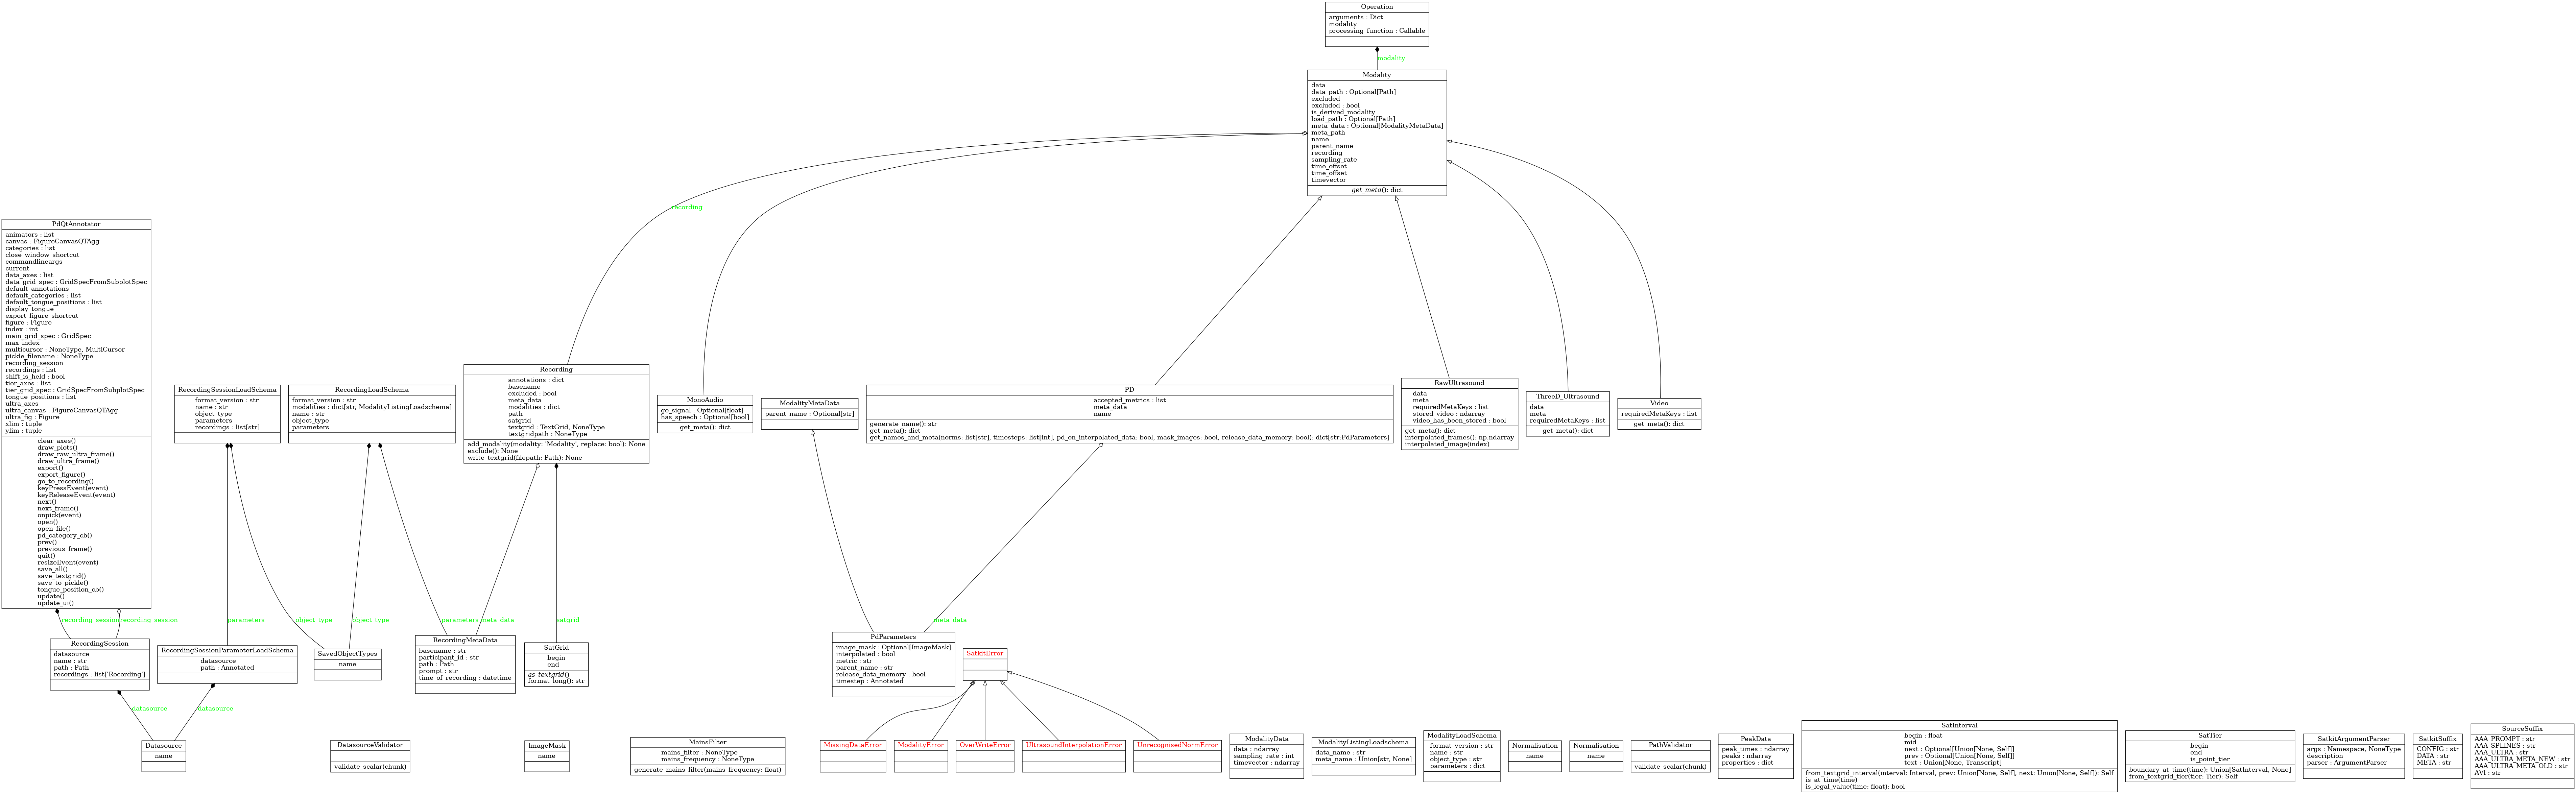 Operation
arguments : Dict
modality
processing_function : Callable
modality
Modality
data
data_path : Optional[Path]
excluded
excluded : bool
is_derived_modality
load_path : Optional[Path]
meta_data : Optional[ModalityMetaData]
meta_path
name
parent_name
recording
sampling_rate
time_offset
time_offset
timevector
get_meta(): dict
recording
PdQtAnnotator
animators : list
canvas : FigureCanvasQTAgg
categories : list
close_window_shortcut
commandlineargs
current
data_axes : list
data_grid_spec : GridSpecFromSubplotSpec
default_annotations
default_categories : list
default_tongue_positions : list
display_tongue
export_figure_shortcut
figure : Figure
index : int
main_grid_spec : GridSpec
max_index
multicursor : NoneType, MultiCursor
pickle_filename : NoneType
recording_session
recordings : list
shift_is_held : bool
tier_axes : list
tier_grid_spec : GridSpecFromSubplotSpec
tongue_positions : list
ultra_axes
ultra_canvas : FigureCanvasQTAgg
ultra_fig : Figure
xlim : tuple
ylim : tuple
clear_axes()
draw_plots()
draw_raw_ultra_frame()
draw_ultra_frame()
export()
export_figure()
go_to_recording()
keyPressEvent(event)
keyReleaseEvent(event)
next()
next_frame()
onpick(event)
open()
open_file()
pd_category_cb()
prev()
previous_frame()
quit()
resizeEvent(event)
save_all()
save_textgrid()
save_to_pickle()
tongue_position_cb()
update()
update_ui()
RecordingSessionLoadSchema
format_version : str
name : str
object_type
parameters
recordings : list[str]
RecordingLoadSchema
format_version : str
modalities : dict[str, ModalityListingLoadschema]
name : str
object_type
parameters
Recording
annotations : dict
basename
excluded : bool
meta_data
modalities : dict
path
satgrid
textgrid : TextGrid, NoneType
textgridpath : NoneType
add_modality(modality: 'Modality', replace: bool): None
exclude(): None
write_textgrid(filepath: Path): None
MonoAudio
go_signal : Optional[float]
has_speech : Optional[bool]
get_meta(): dict
ModalityMetaData
parent_name : Optional[str]
PD
accepted_metrics : list
meta_data
name
generate_name(): str
get_meta(): dict
get_names_and_meta(norms: list[str], timesteps: list[int], pd_on_interpolated_data: bool, mask_images: bool, release_data_memory: bool): dict[str:PdParameters]
RawUltrasound
data
meta
requiredMetaKeys : list
stored_video : ndarray
video_has_been_stored : bool
get_meta(): dict
interpolated_frames(): np.ndarray
interpolated_image(index)
ThreeD_Ultrasound
data
meta
requiredMetaKeys : list
get_meta(): dict
Video
requiredMetaKeys : list
get_meta(): dict
recording_session
recording_session
parameters
object_type
object_type
parameters
meta_data
satgrid
meta_data
RecordingSession
datasource
name : str
path : Path
recordings : list['Recording']
RecordingSessionParameterLoadSchema
datasource
path : Annotated
SavedObjectTypes
name
RecordingMetaData
basename : str
participant_id : str
path : Path
prompt : str
time_of_recording : datetime
SatGrid
begin
end
as_textgrid()
format_long(): str
PdParameters
image_mask : Optional[ImageMask]
interpolated : bool
metric : str
parent_name : str
release_data_memory : bool
timestep : Annotated
SatkitError
datasource
datasource
Datasource
name
DatasourceValidator
validate_scalar(chunk)
ImageMask
name
MainsFilter
mains_filter : NoneType
mains_frequency : NoneType
generate_mains_filter(mains_frequency: float)
MissingDataError
ModalityError
OverWriteError
UltrasoundInterpolationError
UnrecognisedNormError
ModalityData
data : ndarray
sampling_rate : int
timevector : ndarray
ModalityListingLoadschema
data_name : str
meta_name : Union[str, None]
ModalityLoadSchema
format_version : str
name : str
object_type : str
parameters : dict
Normalisation
name
Normalisation
name
PathValidator
validate_scalar(chunk)
PeakData
peak_times : ndarray
peaks : ndarray
properties : dict
SatInterval
begin : float
mid
next : Optional[Union[None, Self]]
prev : Optional[Union[None, Self]]
text : Union[None, Transcript]
from_textgrid_interval(interval: Interval, prev: Union[None, Self], next: Union[None, Self]): Self
is_at_time(time)
is_legal_value(time: float): bool
SatTier
begin
end
is_point_tier
boundary_at_time(time): Union[SatInterval, None]
from_textgrid_tier(tier: Tier): Self
SatkitArgumentParser
args : Namespace, NoneType
description
parser : ArgumentParser
SatkitSuffix
CONFIG : str
DATA : str
META : str
SourceSuffix
AAA_PROMPT : str
AAA_SPLINES : str
AAA_ULTRA : str
AAA_ULTRA_META_NEW : str
AAA_ULTRA_META_OLD : str
AVI : str